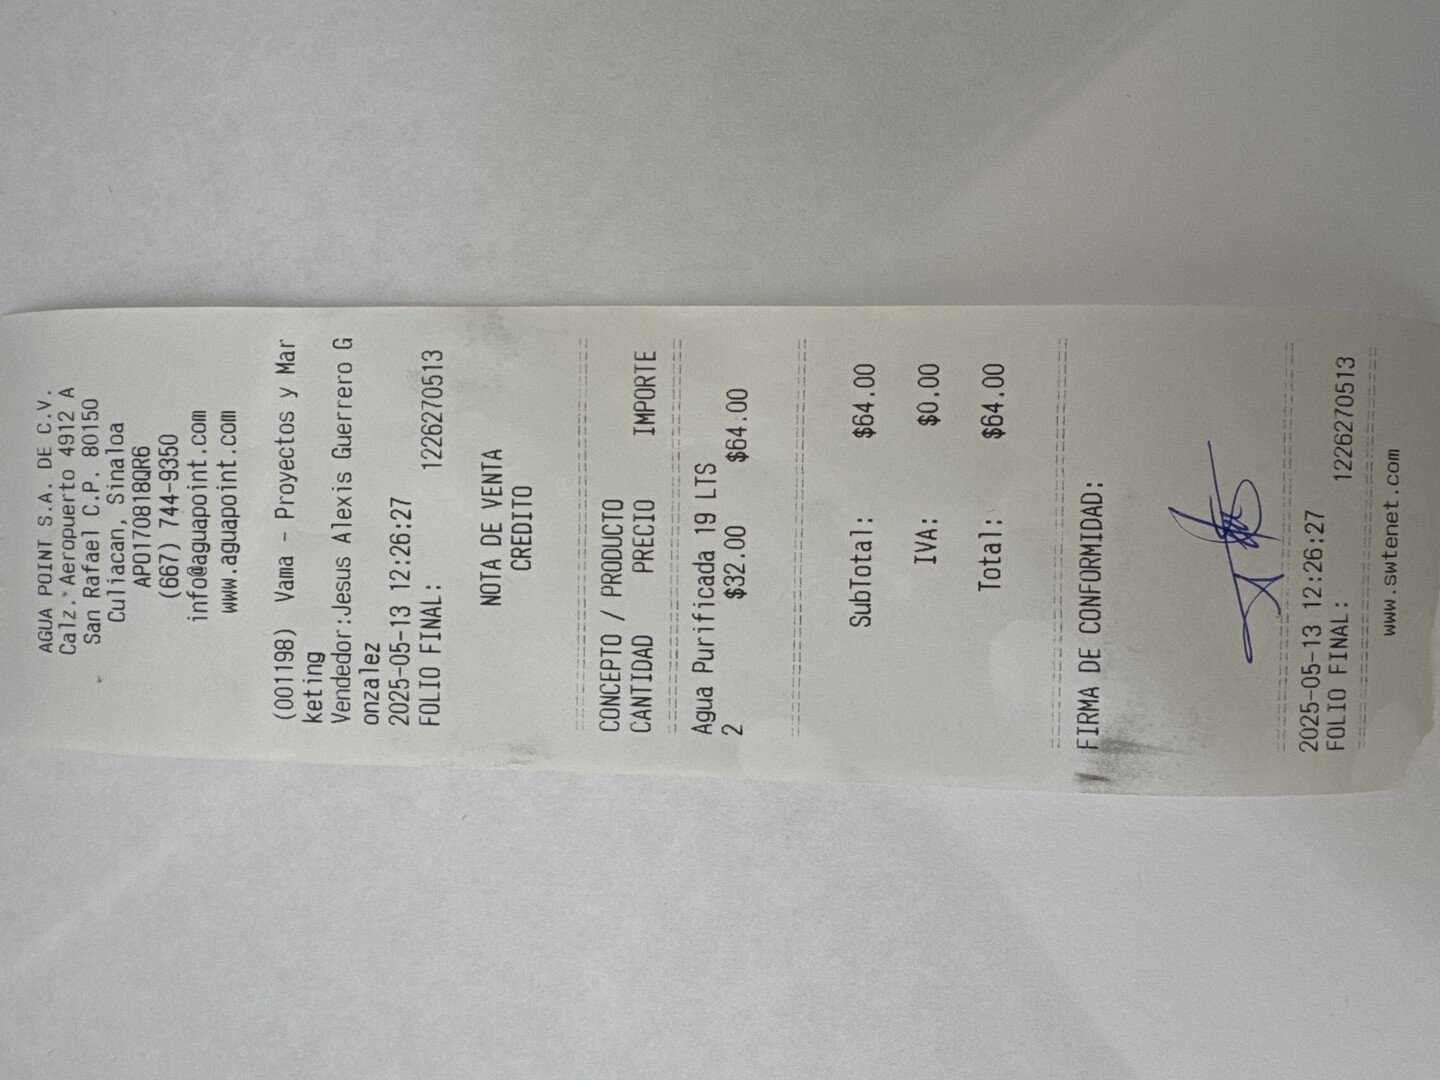 AGUA POINT S.A. DE C.V.
Calz. Aeropuerto 4912 A
San Rafael C.P. 80150
Culiacan, Sinaloa
APO170818QR6
(667) 744-9350
info@aguapoint.com
www.aguapoint.com
(001198) Vama - Proyectos y Mar
keting
Vendedor:Jesus Alexis Guerrero G
onzalez
2025-05-13 12:26:27
FOLIO FINAL: 1226270513
NOTA DE VENTA
CREDITO
CONCEPTO / PRODUCTO
CANTIDAD PRECIO IMPORTE
Agua Purificada 19 LTS
2 $32.00 $64.00
SubTotal: $64.00
IVA: $0.00
Total: $64.00
FIRMA DE CONFORMIDAD:
2025-05-13 12:26:27
FOLIO FINAL: 1226270513
www.swtenet.com